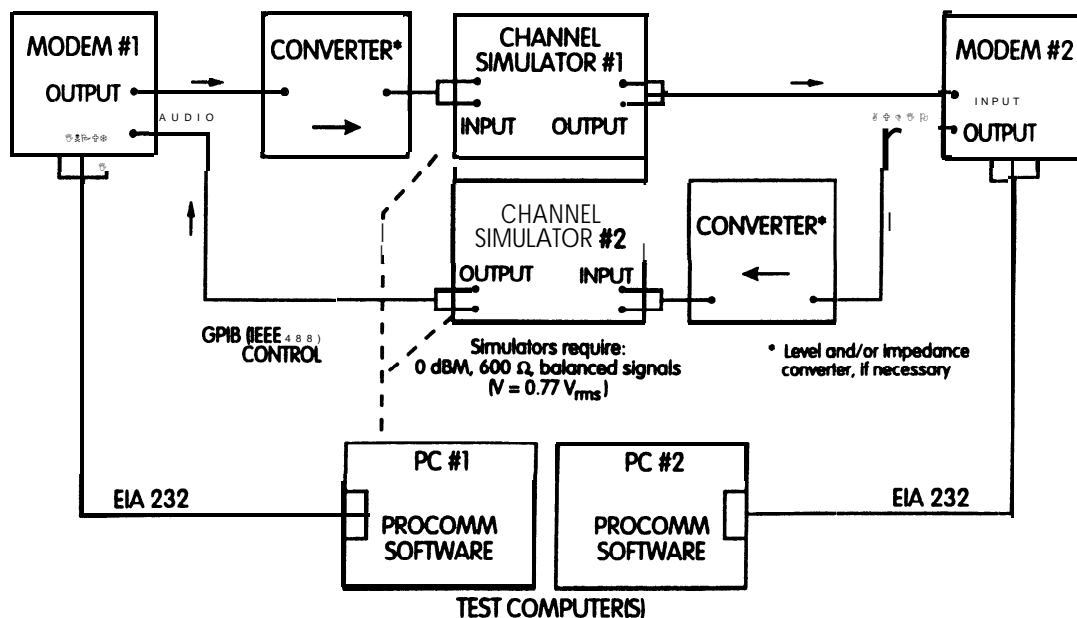 MODEM #1
OUTPUT
AUDIO
CONVERTER*
CHANNEL
SIMULATOR #1
INPUT OUTPUT
MODEM #2
INPUT
OUTPUT
CHANNEL
SIMULATOR #2
OUTPUT INPUT
CONVERTER*
GPIB (IEEE 488)
CONTROL
Simulators require:
0 dBM, 600 Ω, balanced signals
(V = 0.77 Vrms)
* Level and/or impedance
converter, if necessary
PC #1
PROCOMM
SOFTWARE
PC #2
PROCOMM
SOFTWARE
EIA 232
EIA 232
TEST COMPUTER(S)